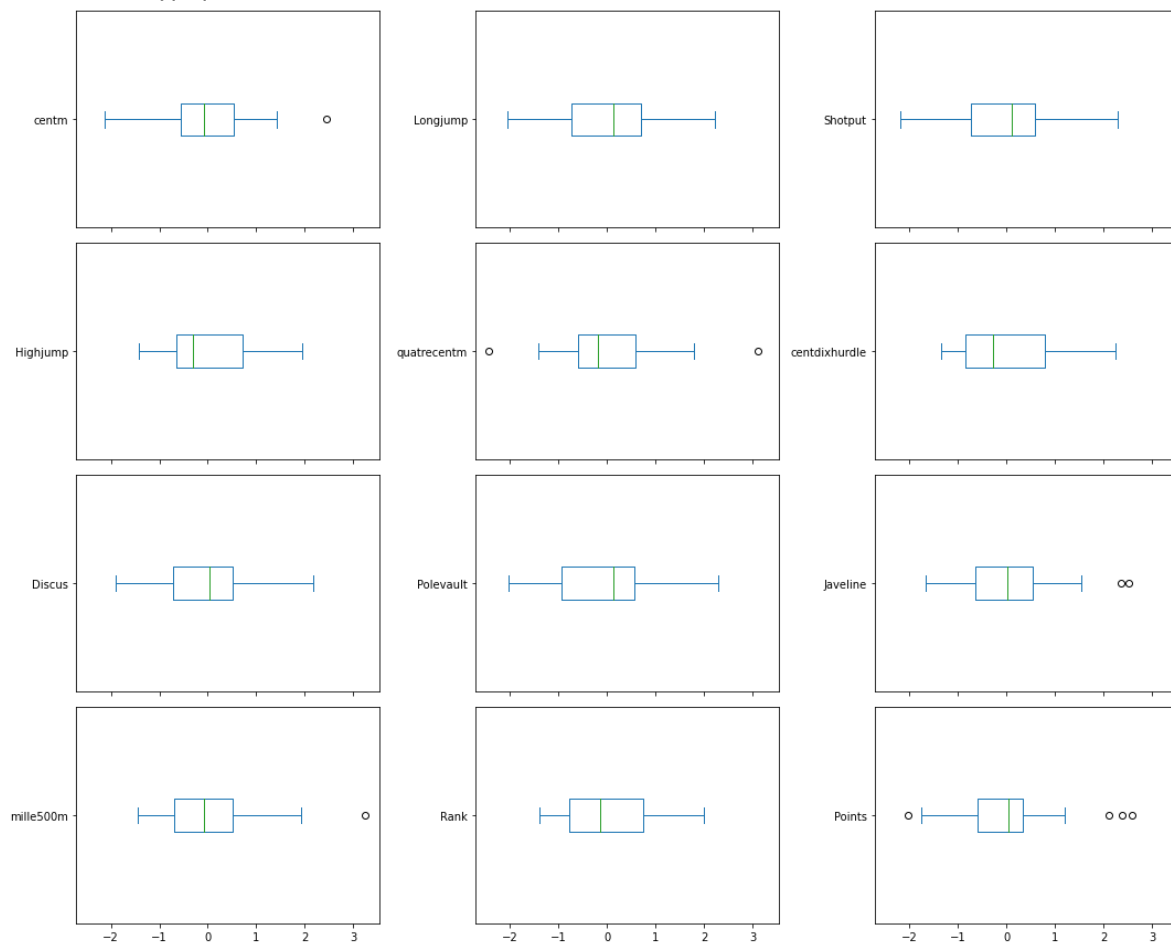 centm
Longjump
Shotput
Highjump
quatrecentm
centdixhurdle
Discus
Polevault
Javeline
mille500m
Rank
Points
−2 −1 0 1 2 3
−2 −1 0 1 2 3
−2 −1 0 1 2 3